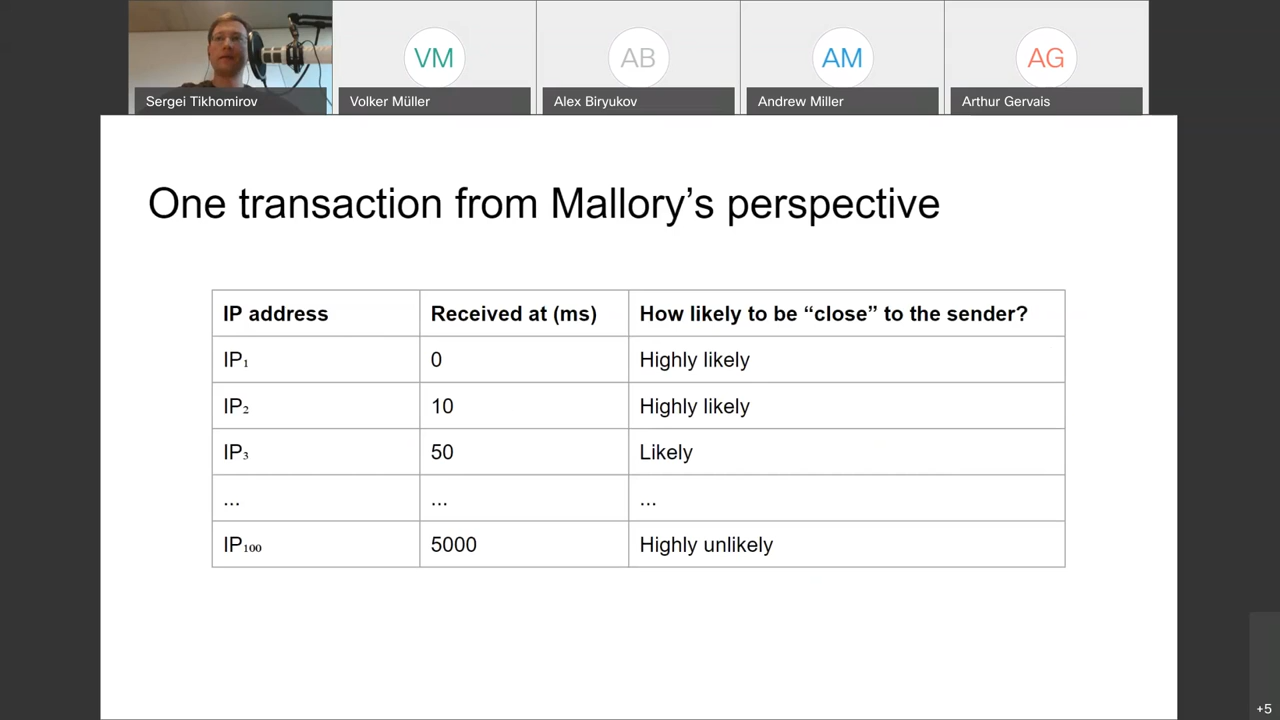 VM
AB
AM
AG
Sergei Tikhomirov
Volker Müller
Alex Biryukov
Andrew Miller
Arthur Gervais
One transaction from Mallory’s perspective
IP address Received at (ms) How likely to be “close” to the sender?
IP₁ 0 Highly likely
IP₂ 10 Highly likely
IP₃ 50 Likely
... ... ...
IP₁₀₀ 5000 Highly unlikely
+5